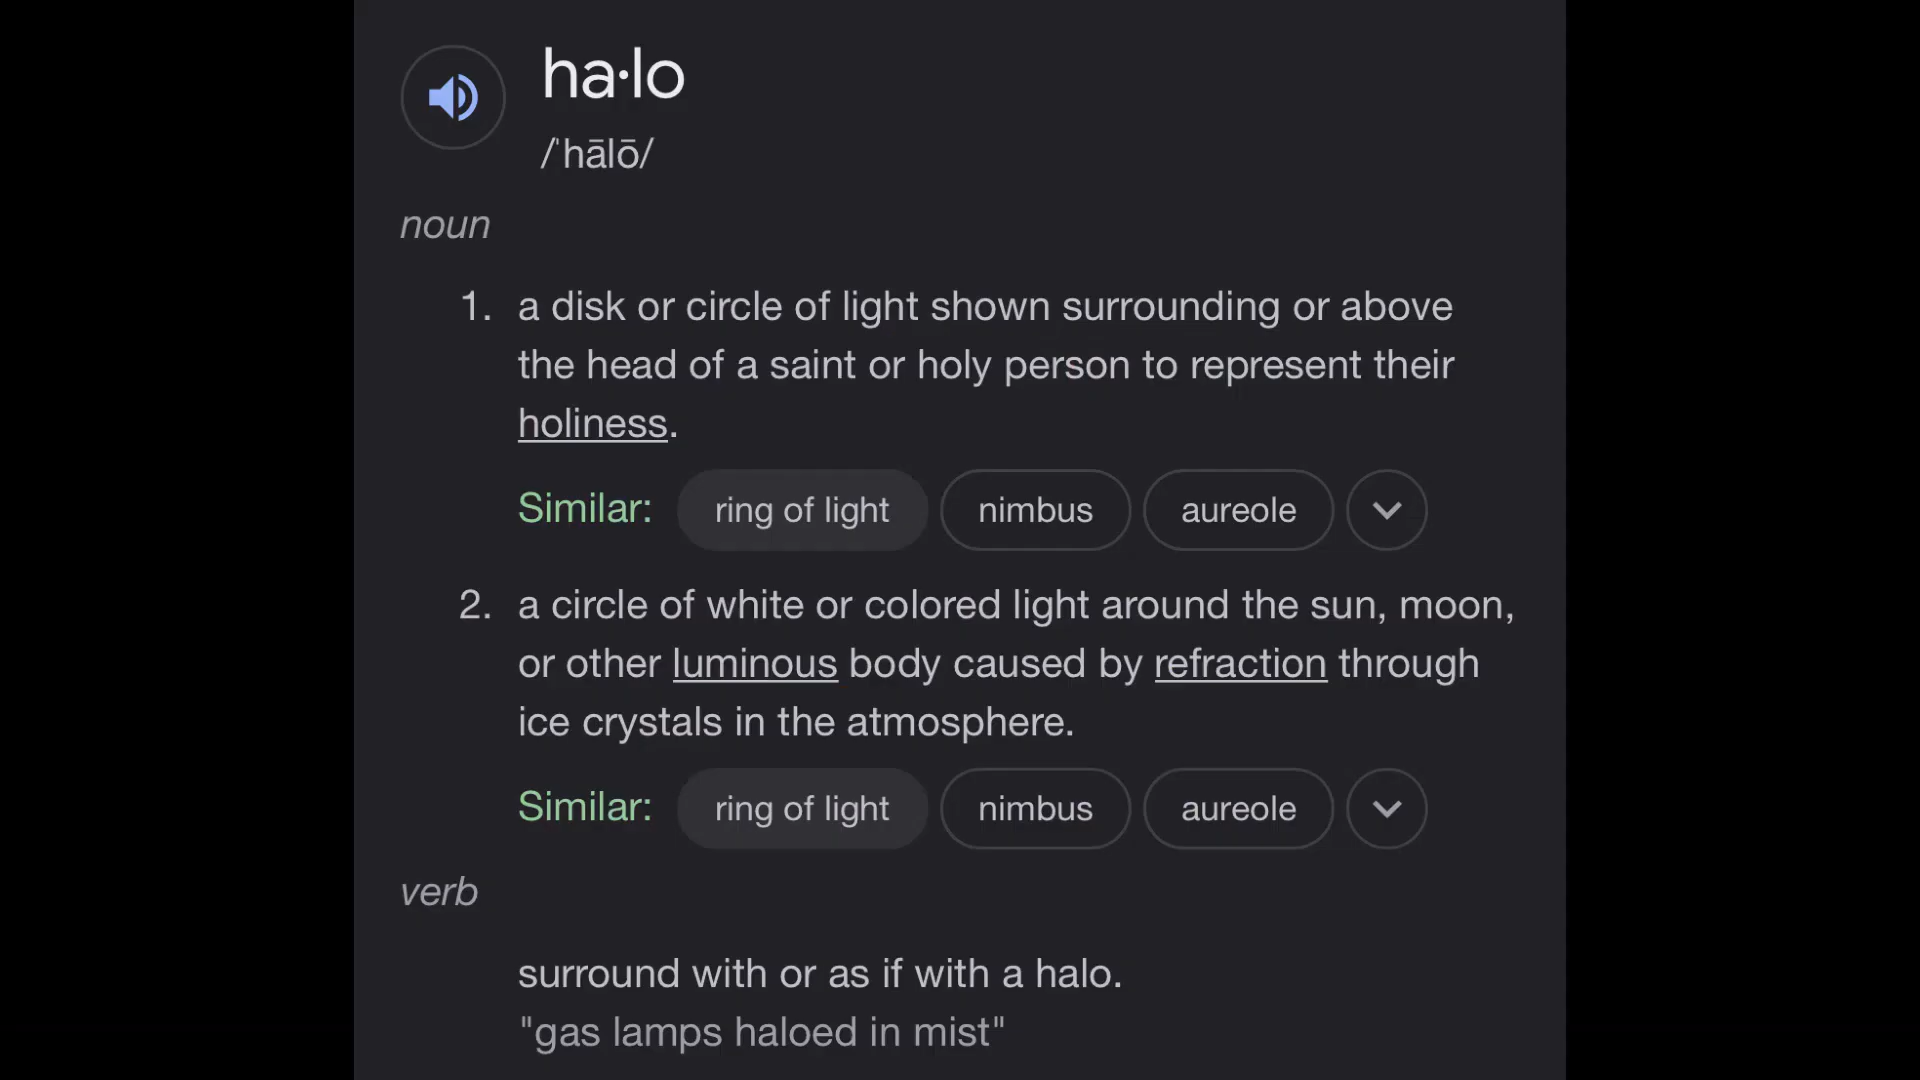 ha·lo
/ˈhālō/
noun
1. a disk or circle of light shown surrounding or above
the head of a saint or holy person to represent their
holiness.
Similar: ring of light nimbus aureole
2. a circle of white or colored light around the sun, moon,
or other luminous body caused by refraction through
ice crystals in the atmosphere.
Similar: ring of light nimbus aureole
verb
surround with or as if with a halo.
"gas lamps haloed in mist"